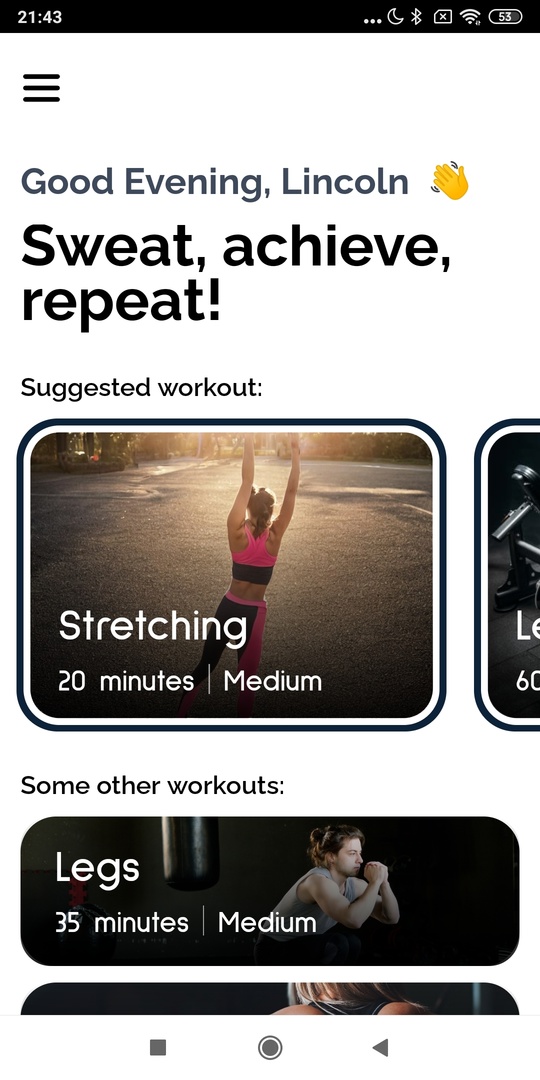 21:43
53
Good Evening, Lincoln 👋
Sweat, achieve,
repeat!
Suggested workout:
Stretching
20 minutes | Medium
Le
60
Some other workouts:
Legs
35 minutes | Medium